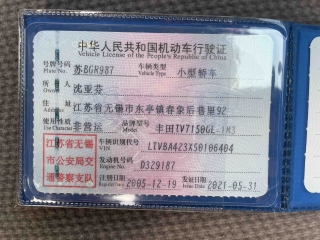 中华人民共和国机动车行驶证
Vehicle License of the People's Republic of China
号牌号码 苏BGR987 车辆类型 小型轿车
Plate No. Vehicle Type
所有人 沈亚芬
Owner
住址 江苏省无锡市东亭镇春象后巷里92
Address
使用性质 非营运 品牌型号 丰田TV7150GL-iM3
Use Character Model
江苏省无锡市公安局交通警察支队
车辆识别代号 LTVBA423X50106404
VIN
发动机号码 D329187
Engine No.
注册日期 2005-12-19 发证日期 2021-05-31
Register Date Issue Date